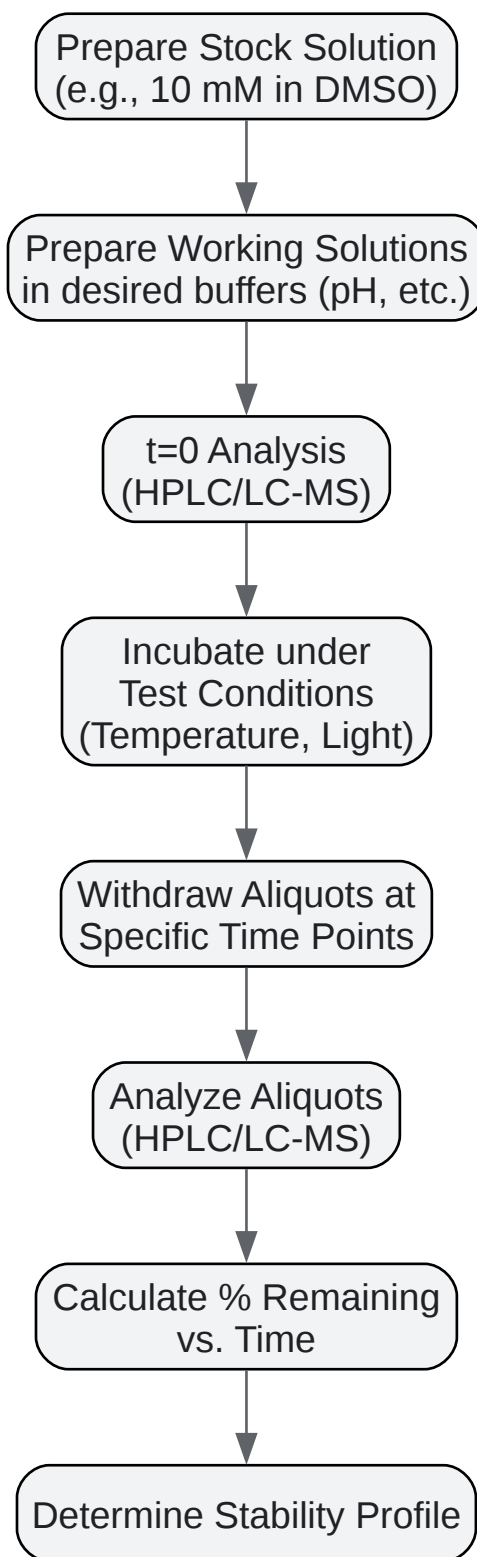 Prepare Stock Solution
(e.g., 10 mM in DMSO)
Prepare Working Solutions
in desired buffers (pH, etc.)
t=0 Analysis
(HPLC/LC-MS)
Incubate under
Test Conditions
(Temperature, Light)
Withdraw Aliquots at
Specific Time Points
Analyze Aliquots
(HPLC/LC-MS)
Calculate % Remaining
vs. Time
Determine Stability Profile